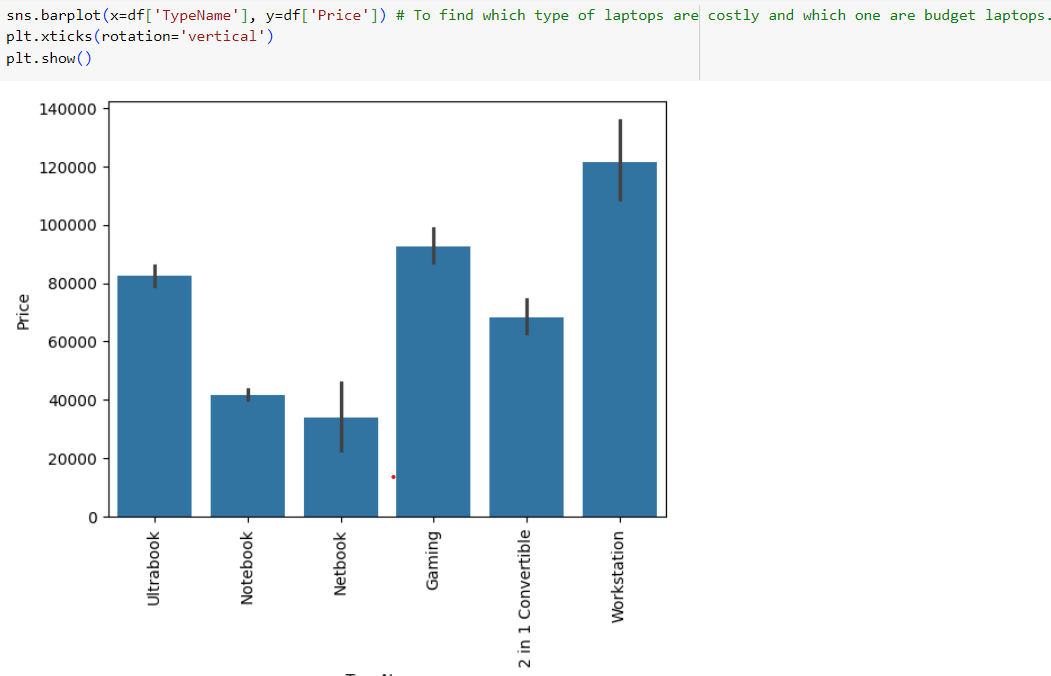 sns.barplot(x=df['TypeName'], y=df['Price']) # To find which type of laptops are costly and which one are budget laptops.
plt.xticks(rotation='vertical')
plt.show()
140000
120000
100000
80000
60000
40000
20000
0
Price
Ultrabook
Notebook
Netbook
Gaming
2 in 1 Convertible
Workstation